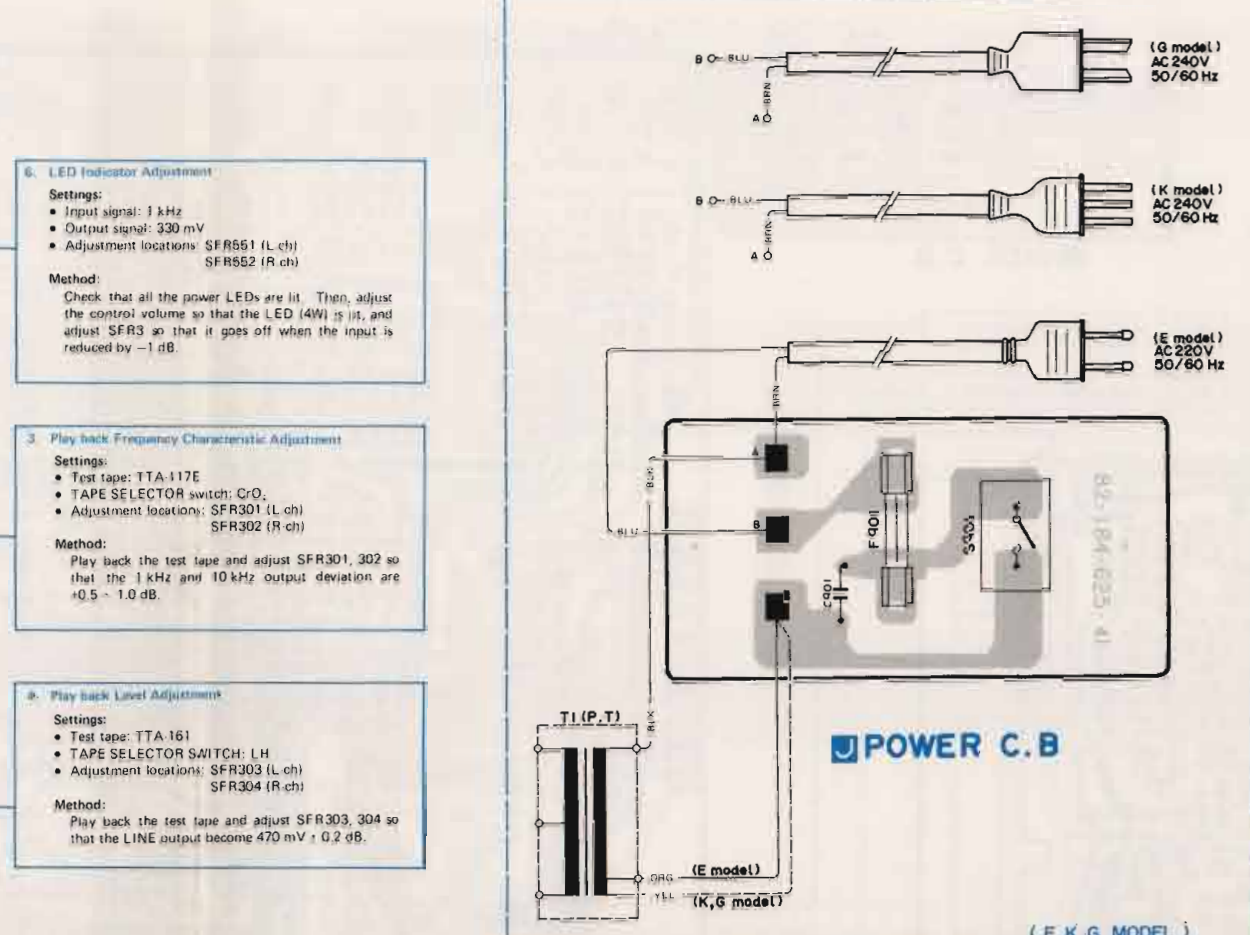 6. LED Indicator Adjustment
Settings:
• Input signal: 1 kHz
• Output signal: 330 mV
• Adjustment locations: SFR551 (L ch)
SFR552 (R ch)
Method:
Check that all the power LEDs are lit. Then, adjust
the control volume so that the LED (4W) is lit, and
adjust SFR3 so that it goes off when the input is
reduced by −1 dB.
3. Play back Frequency Characteristic Adjustment
Settings:
• Test tape: TTA-117E
• TAPE SELECTOR switch: CrO₂
• Adjustment locations: SFR301 (L ch)
SFR302 (R ch)
Method:
Play back the test tape and adjust SFR301, 302 so
that the 1 kHz and 10 kHz output deviation are
+0.5 - 1.0 dB.
Play back Level Adjustment
Settings:
• Test tape: TTA-161
• TAPE SELECTOR SWITCH: LH
• Adjustment locations: SFR303 (L ch)
SFR304 (R ch)
Method:
Play back the test tape and adjust SFR303, 304 so
that the LINE output become 470 mV 0.2 dB.
B BLU
BRN
A
(G model)
AC 240V
50/60 Hz
B BLU
BRN
A
(K model)
AC 240V
50/60 Hz
(E model)
AC 220V
50/60 Hz
BRN
BLK
A
BLU
B
F901
C901
S901
82-184-625-41
BLK
T1 (P.T)
J POWER C.B
ORG (E model)
YEL (K,G model)
(E, K, G MODEL)